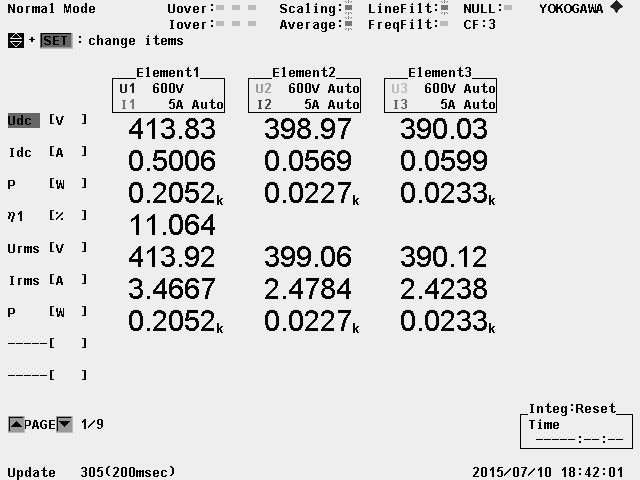 Normal Mode Uover: Scaling: LineFilt: NULL: YOKOGAWA
Iover: Average: FreqFilt: CF:3
+ SET : change items
Element1 Element2 Element3
U1 600V U2 600V Auto U3 600V Auto
I1 5A Auto I2 5A Auto I3 5A Auto
Udc [V ] 413.83 398.97 390.03
Idc [A ] 0.5006 0.0569 0.0599
P [W ] 0.2052k 0.0227k 0.0233k
η1 [% ] 11.064
Urms [V ] 413.92 399.06 390.12
Irms [A ] 3.4667 2.4784 2.4238
P [W ] 0.2052k 0.0227k 0.0233k
-----[ ]
-----[ ]
PAGE 1/9
Integ:Reset
Time
-----:--:--
Update 305(200msec) 2015/07/10 18:42:01